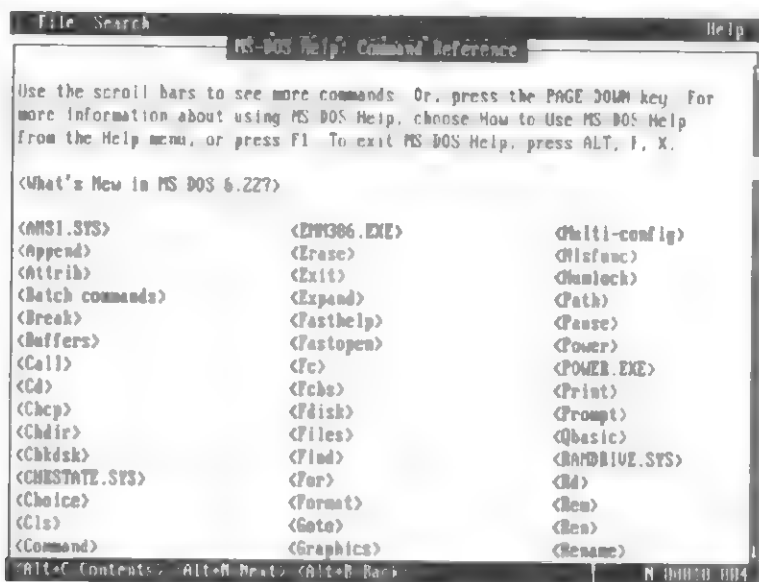 File Search Help
MS-DOS Help: Command Reference
Use the scroll bars to see more commands. Or, press the PAGE DOWN key. For
more information about using MS-DOS Help, choose How to Use MS-DOS Help
from the Help menu, or press F1. To exit MS-DOS Help, press ALT, F, X.
<What's New in MS-DOS 6.22?>
<ANSI.SYS> <EMM386.EXE> <Multi-config>
<Append> <Erase> <Nlsfunc>
<Attrib> <Exit> <Numlock>
<Batch commands> <Expand> <Path>
<Break> <Fasthelp> <Pause>
<Buffers> <Fastopen> <Power>
<Call> <Fc> <POWER.EXE>
<Cd> <Fcbs> <Print>
<Chcp> <Fdisk> <Prompt>
<Chdir> <Files> <Qbasic>
<Chkdsk> <Find> <RAMDRIVE.SYS>
<CHKSTATE.SYS> <For> <Rd>
<Choice> <Format> <Rem>
<Cls> <Goto> <Ren>
<Command> <Graphics> <Rename>
<Alt+C Contents> <Alt+N Next> <Alt+B Back> N 00010:004